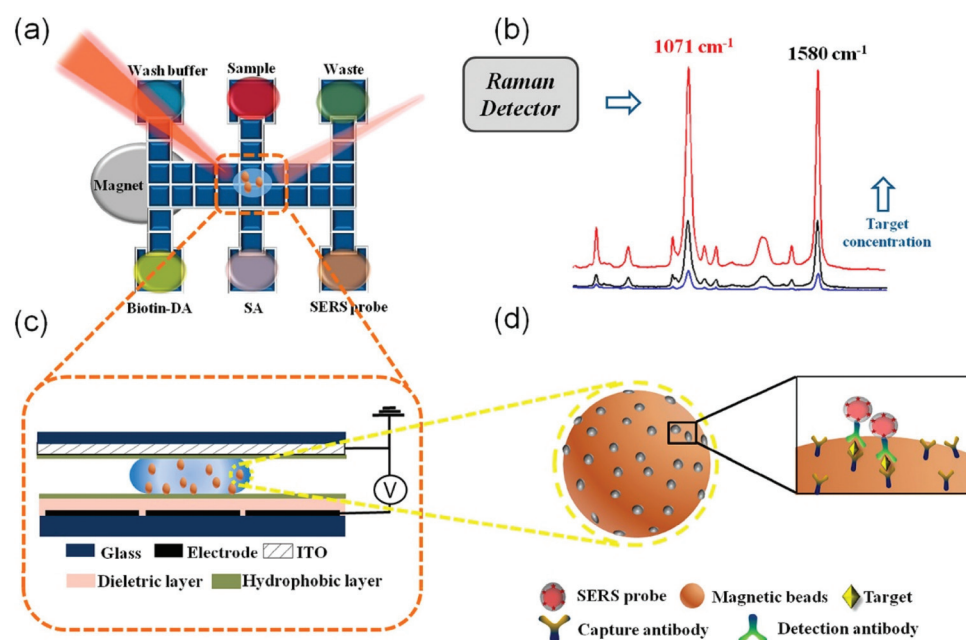 (a)
Wash buffer Sample Waste
Magnet
Biotin-DA SA SERS probe
(b)
Raman
Detector
1071 cm⁻¹ 1580 cm⁻¹
Target
concentration
(c)
V
Glass Electrode ITO
Dieletric layer Hydrophobic layer
(d)
SERS probe Magnetic beads Target
Capture antibody Detection antibody